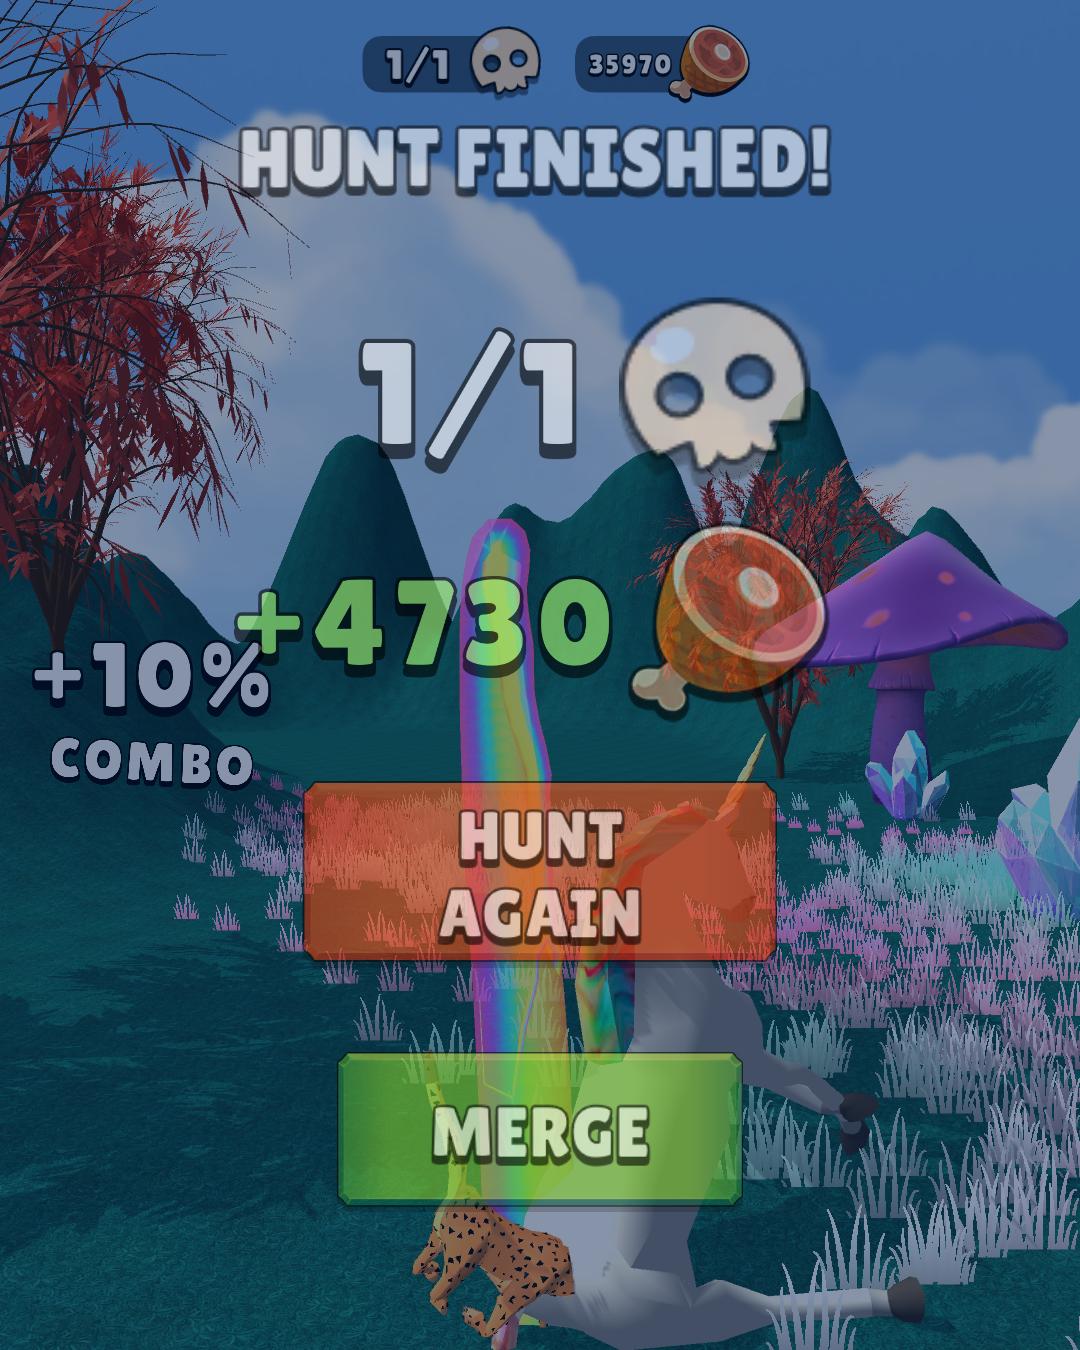 1/1
35970
HUNT FINISHED!
1/1
+4730
+10%
COMBO
HUNT
AGAIN
MERGE